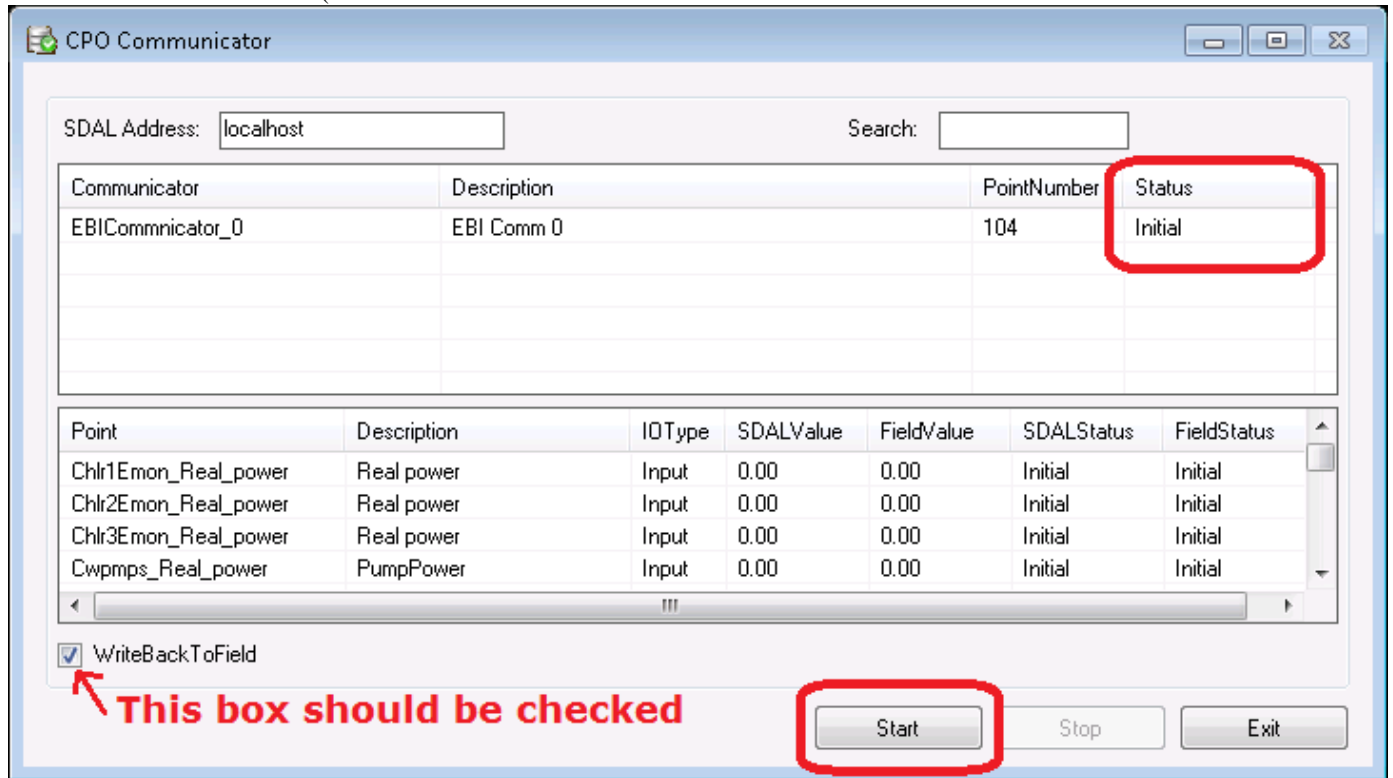 CPO Communicator
SDAL Address: localhost Search:
Communicator Description PointNumber Status
EBICommnicator_0 EBI Comm 0 104 Initial
Point Description IOType SDALValue FieldValue SDALStatus FieldStatus
Chlr1Emon_Real_power Real power Input 0.00 0.00 Initial Initial
Chlr2Emon_Real_power Real power Input 0.00 0.00 Initial Initial
Chlr3Emon_Real_power Real power Input 0.00 0.00 Initial Initial
Cwpmps_Real_power PumpPower Input 0.00 0.00 Initial Initial
WriteBackToField
This box should be checked
Start Stop Exit